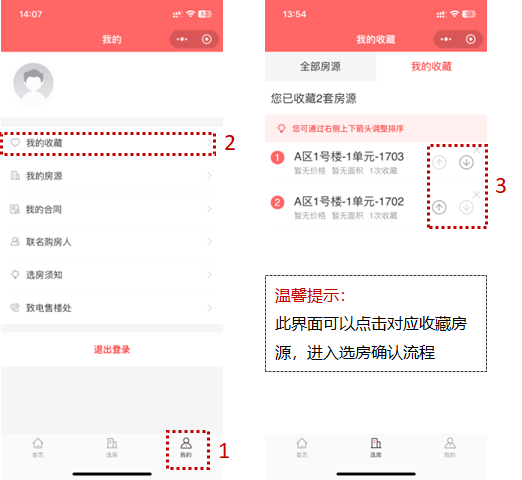 14:07
我的
我的收藏
2
我的房源
我的合同
联名购房人
选房须知
致电售楼处
退出登录
首页
选房
我的
1
13:54
我的收藏
全部房源
我的收藏
您已收藏2套房源
您可通过右侧上下箭头调整排序
1 A区1号楼-1单元-1703
暂无价格 暂无面积 1次收藏
2 A区1号楼-1单元-1702
暂无价格 暂无面积 1次收藏
3
温馨提示：
此界面可以点击对应收藏房
源，进入选房确认流程
首页
选房
我的